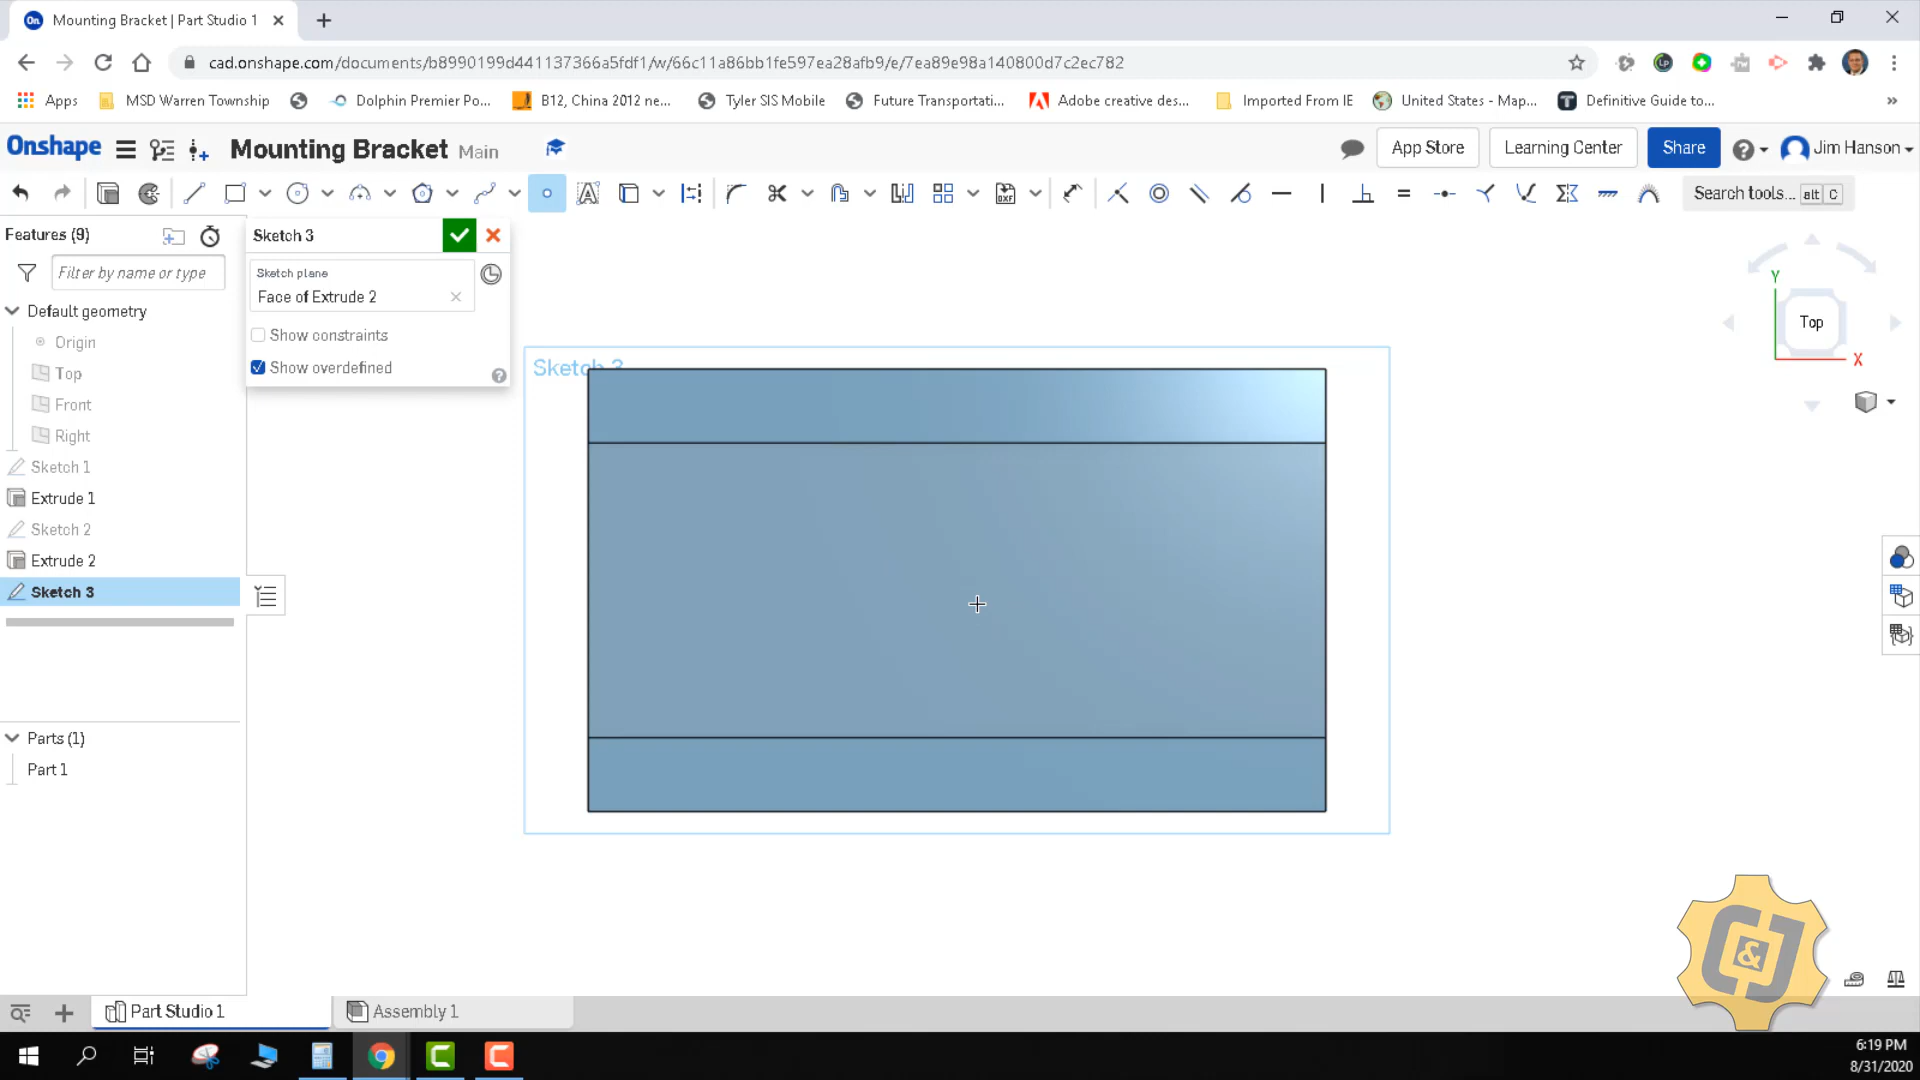 Mounting Bracket | Part Studio 1
cad.onshape.com/documents/b8990199d441137366a5fdf1/w/66c11a86bb1fe597ea28afb9/e/7ea89e98a140800d7c2ec782
Apps MSD Warren Township Dolphin Premier Po... B12, China 2012 ne... Tyler SIS Mobile Future Transportati... Adobe creative des... Imported From IE United States - Map... Definitive Guide to...
Onshape Mounting Bracket Main App Store Learning Center Share Jim Hanson
Search tools... alt C
Features (9)
Filter by name or type
Default geometry
Origin
Top
Front
Right
Sketch 1
Extrude 1
Sketch 2
Extrude 2
Sketch 3
Parts (1)
Part 1
Sketch 3
Sketch plane
Face of Extrude 2
Show constraints
Show overdefined
Sketch 3
Y
Top
X
Part Studio 1
Assembly 1
6:19 PM
8/31/2020